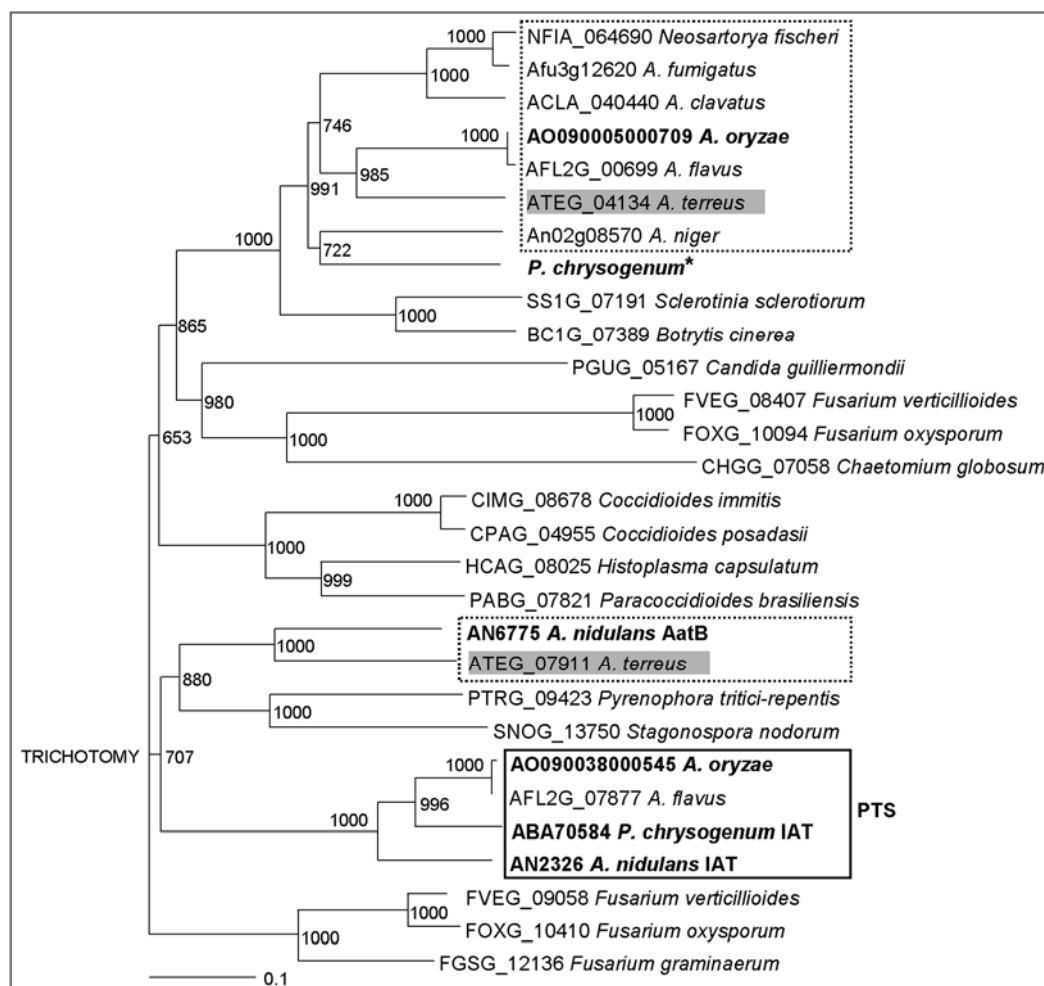 1000
NFIA_064690 Neosartorya fischeri
Afu3g12620 A. fumigatus
1000
ACLA_040440 A. clavatus
746
1000
AO090005000709 A. oryzae
AFL2G_00699 A. flavus
985
991
ATEG_04134 A. terreus
An02g08570 A. niger
1000
722
P. chrysogenum*
SS1G_07191 Sclerotinia sclerotiorum
1000
BC1G_07389 Botrytis cinerea
865
PGUG_05167 Candida guilliermondii
980
FVEG_08407 Fusarium verticillioides
1000
FOXG_10094 Fusarium oxysporum
653
1000
CHGG_07058 Chaetomium globosum
1000
CIMG_08678 Coccidioides immitis
CPAG_04955 Coccidioides posadasii
1000
HCAG_08025 Histoplasma capsulatum
999
PABG_07821 Paracoccidioides brasiliensis
AN6775 A. nidulans AatB
1000
ATEG_07911 A. terreus
880
PTRG_09423 Pyrenophora tritici-repentis
1000
SNOG_13750 Stagonospora nodorum
TRICHOTOMY
707
1000
AO090038000545 A. oryzae
AFL2G_07877 A. flavus
996
PTS
1000
ABA70584 P. chrysogenum IAT
AN2326 A. nidulans IAT
FVEG_09058 Fusarium verticillioides
1000
FOXG_10410 Fusarium oxysporum
1000
FGSG_12136 Fusarium graminaerum
0.1